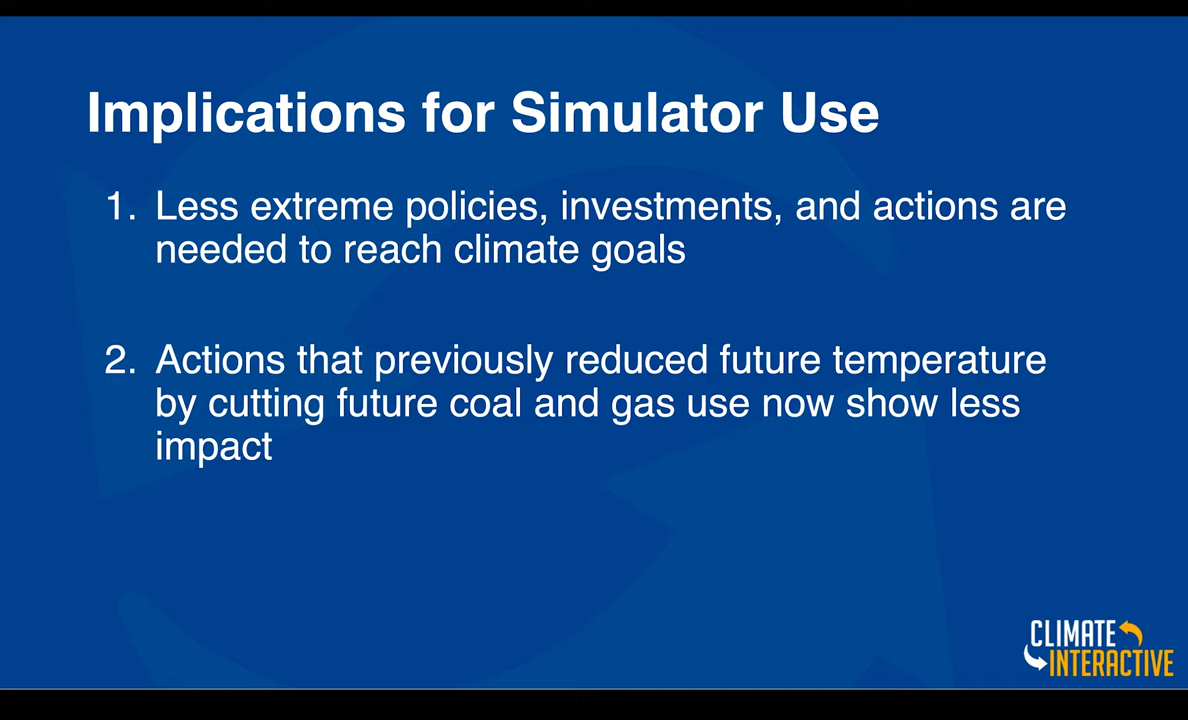 Implications for Simulator Use
1. Less extreme policies, investments, and actions are
needed to reach climate goals
2. Actions that previously reduced future temperature
by cutting future coal and gas use now show less
impact
CLIMATE
INTERACTIVE